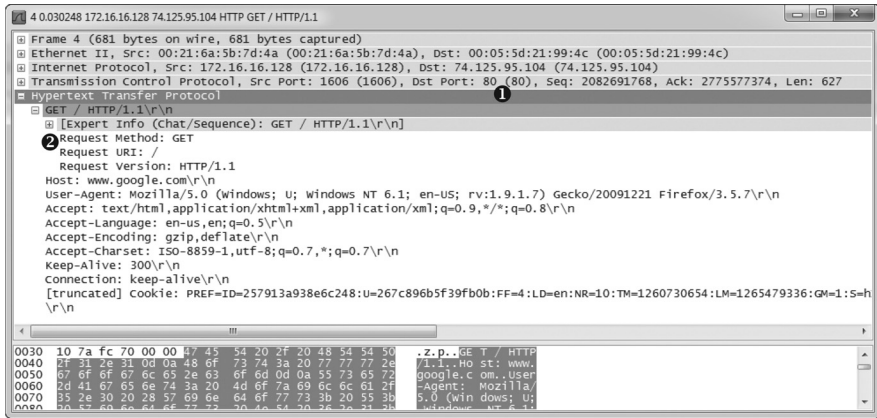 4 0.030248 172.16.16.128 74.125.95.104 HTTP GET / HTTP/1.1
Frame 4 (681 bytes on wire, 681 bytes captured)
Ethernet II, Src: 00:21:6a:5b:7d:4a (00:21:6a:5b:7d:4a), Dst: 00:05:5d:21:99:4c (00:05:5d:21:99:4c)
Internet Protocol, Src: 172.16.16.128 (172.16.16.128), Dst: 74.125.95.104 (74.125.95.104)
Transmission Control Protocol, Src Port: 1606 (1606), Dst Port: 80 (80), Seq: 2082691768, Ack: 2775577374, Len: 627
Hypertext Transfer Protocol
❶
GET / HTTP/1.1\r\n
[Expert Info (Chat/Sequence): GET / HTTP/1.1\r\n]
❷ Request Method: GET
Request URI: /
Request Version: HTTP/1.1
Host: www.google.com\r\n
User-Agent: Mozilla/5.0 (Windows; U; Windows NT 6.1; en-US; rv:1.9.1.7) Gecko/20091221 Firefox/3.5.7\r\n
Accept: text/html,application/xhtml+xml,application/xml;q=0.9,*/*;q=0.8\r\n
Accept-Language: en-us,en;q=0.5\r\n
Accept-Encoding: gzip,deflate\r\n
Accept-Charset: ISO-8859-1,utf-8;q=0.7,*;q=0.7\r\n
Keep-Alive: 300\r\n
Connection: keep-alive\r\n
[truncated] Cookie: PREF=ID=257913a938e6c248:U=267c896b5f39fb0b:FF=4:LD=en:NR=10:TM=1260730654:LM=1265479336:GM=1:S=h
\r\n
0030 10 7a fc 70 00 00 47 45 54 20 2f 20 48 54 54 50 .z.p..GE T / HTTP
0040 2f 31 2e 31 0d 0a 48 6f 73 74 3a 20 77 77 77 2e /1.1..Ho st: www.
0050 67 6f 6f 67 6c 65 2e 63 6f 6d 0d 0a 55 73 65 72 google.c om..User
0060 2d 41 67 65 6e 74 3a 20 4d 6f 7a 69 6c 6c 61 2f -Agent: Mozilla/
0070 35 2e 30 20 28 57 69 6e 64 6f 77 73 3b 20 55 3b 5.0 (Win dows; U;